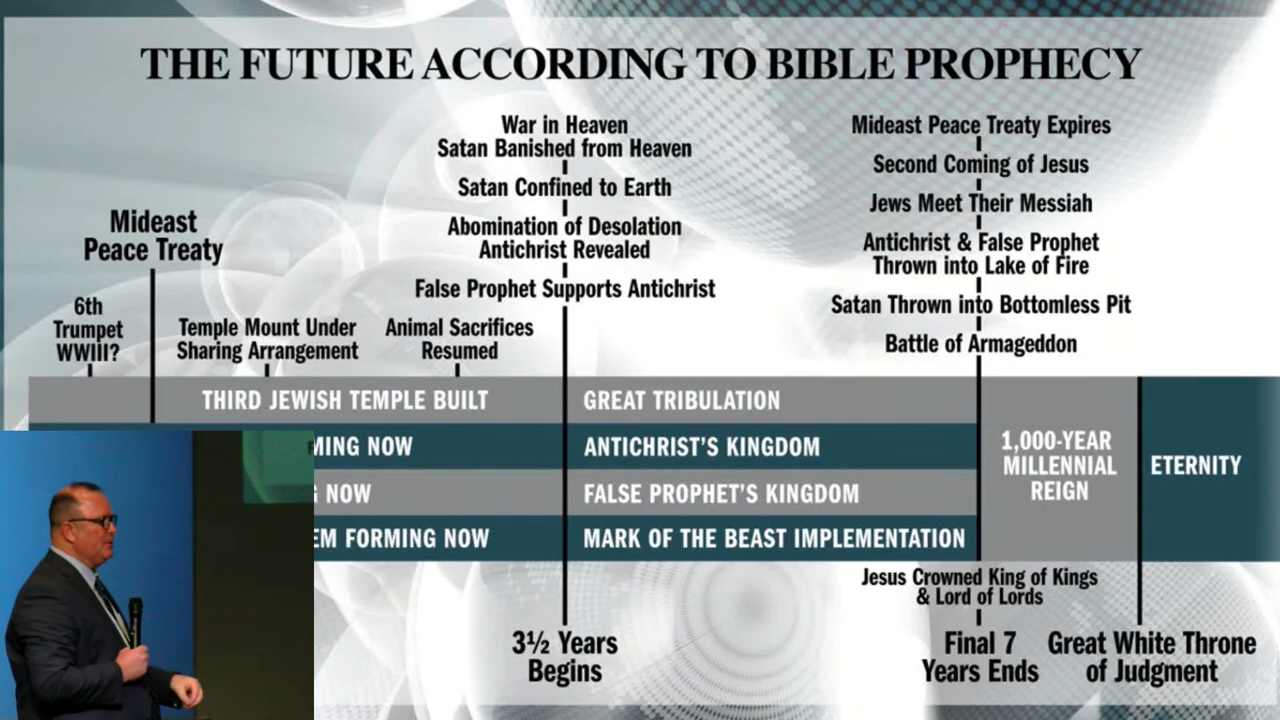 THE FUTURE ACCORDING TO BIBLE PROPHECY
War in Heaven
Satan Banished from Heaven
Satan Confined to Earth
Abomination of Desolation
Antichrist Revealed
False Prophet Supports Antichrist
Mideast Peace Treaty Expires
Second Coming of Jesus
Jews Meet Their Messiah
Antichrist & False Prophet
Thrown into Lake of Fire
Satan Thrown into Bottomless Pit
Battle of Armageddon
Mideast
Peace Treaty
6th
Trumpet
WWIII?
Temple Mount Under
Sharing Arrangement
Animal Sacrifices
Resumed
THIRD JEWISH TEMPLE BUILT
GREAT TRIBULATION
MING NOW
ANTICHRIST'S KINGDOM
G NOW
FALSE PROPHET'S KINGDOM
EM FORMING NOW
MARK OF THE BEAST IMPLEMENTATION
1,000-YEAR
MILLENNIAL
REIGN
ETERNITY
Jesus Crowned King of Kings
& Lord of Lords
3½ Years
Begins
Final 7
Years Ends
Great White Throne
of Judgment